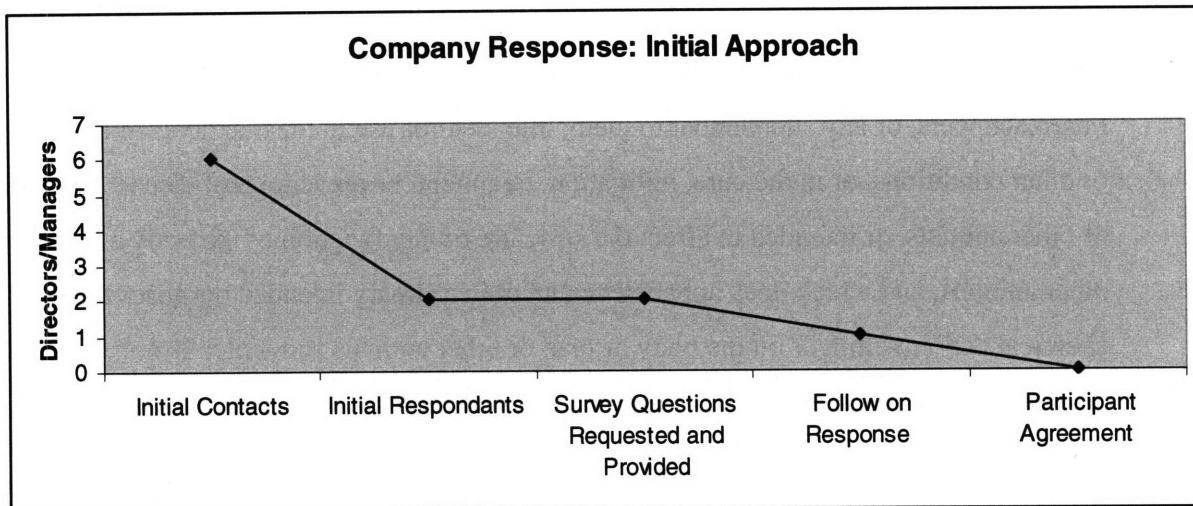 Company Response: Initial Approach
Directors/Managers
7
6
5
4
3
2
1
0
Initial Contacts
Initial Respondants
Survey Questions
Requested and
Provided
Follow on
Response
Participant
Agreement